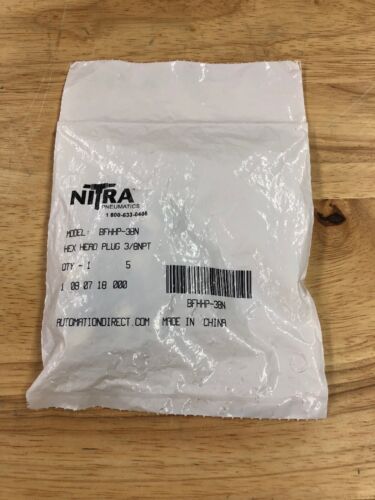 NITRA
PNEUMATICS
1 800-633-0405
MODEL: BFHHP-38N
HEX HEAD PLUG 3/8NPT
QTY - 1 5
1 08 07 18 000
BFHHP-38N
AUTOMATIONDIRECT.COM MADE IN CHINA